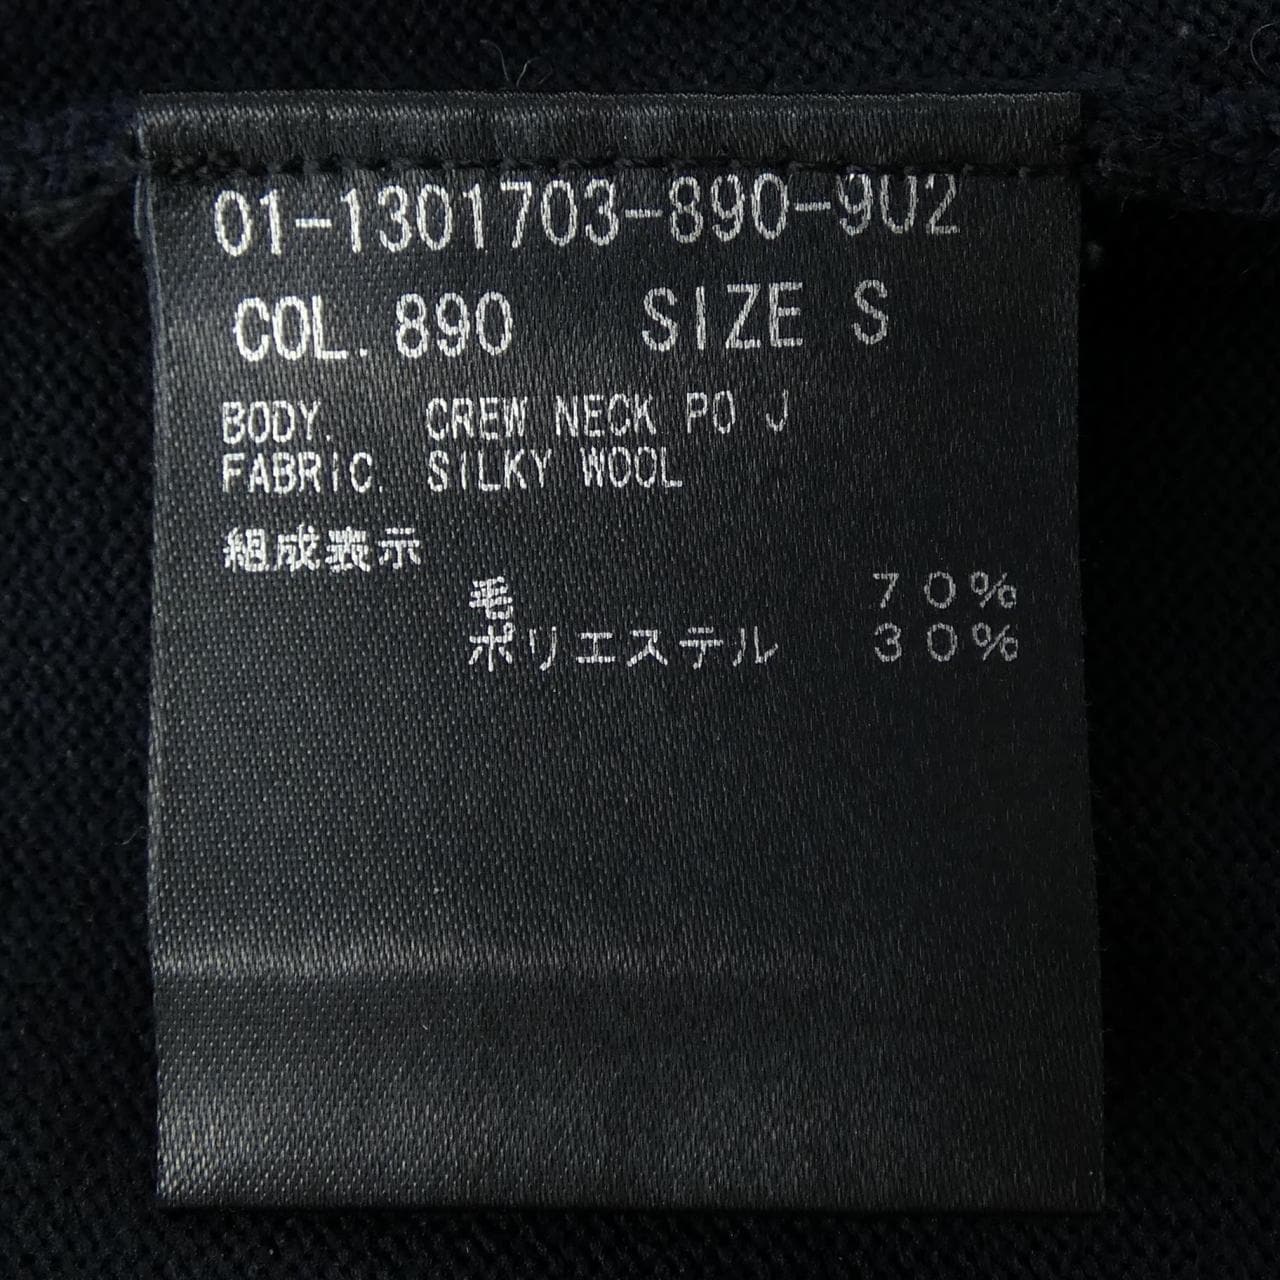 01-1301703-890-902
COL. 890 SIZE S
BODY. CREW NECK PO J
FABRIC. SILKY WOOL
組成表示
毛 70%
ポリエステル 30%